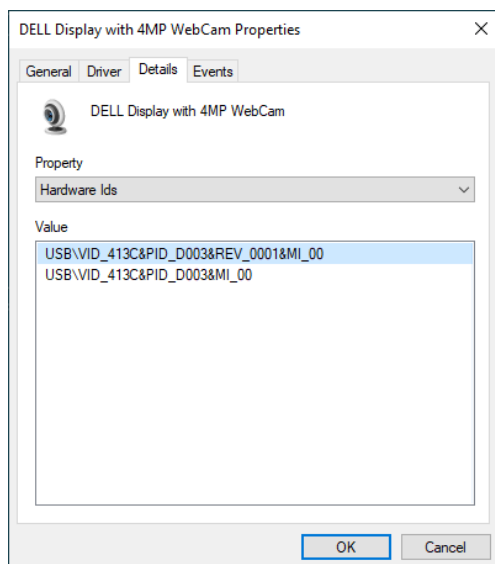 DELL Display with 4MP WebCam Properties
General Driver Details Events
DELL Display with 4MP WebCam
Property
Hardware Ids
Value
USB\VID_413C&PID_D003&REV_0001&MI_00
USB\VID_413C&PID_D003&MI_00
OK Cancel